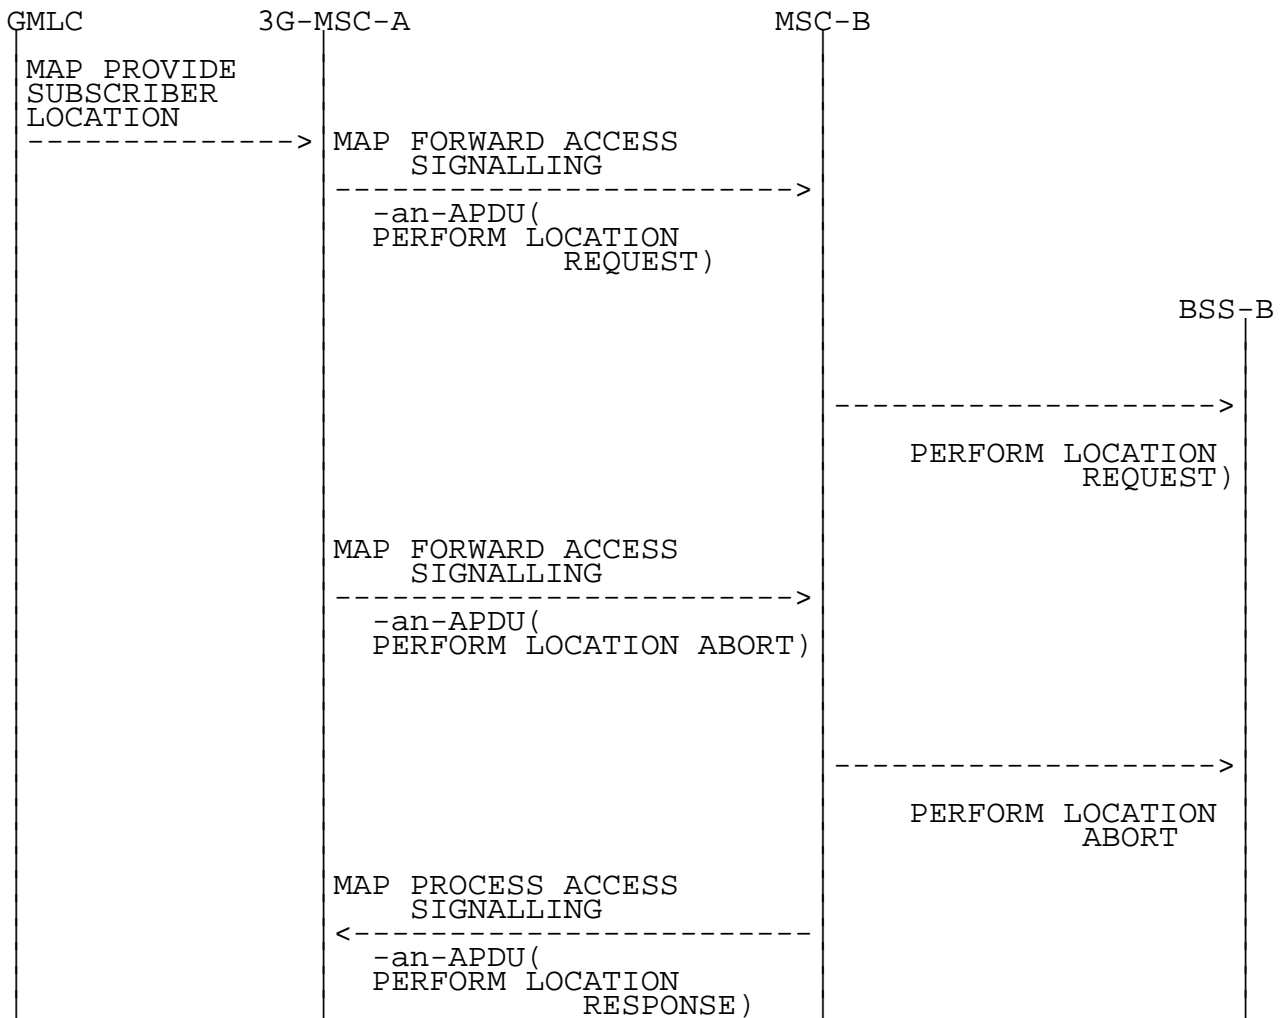 GMLC 3G-MSC-A MSC-B
MAP PROVIDE
SUBSCRIBER
LOCATION
--------------> MAP FORWARD ACCESS
SIGNALLING
------------------------>
-an-APDU(
PERFORM LOCATION
REQUEST)
BSS-B
-------------------->
PERFORM LOCATION
REQUEST)
MAP FORWARD ACCESS
SIGNALLING
------------------------>
-an-APDU(
PERFORM LOCATION ABORT)
-------------------->
PERFORM LOCATION
ABORT
MAP PROCESS ACCESS
SIGNALLING
<------------------------
-an-APDU(
PERFORM LOCATION
RESPONSE)